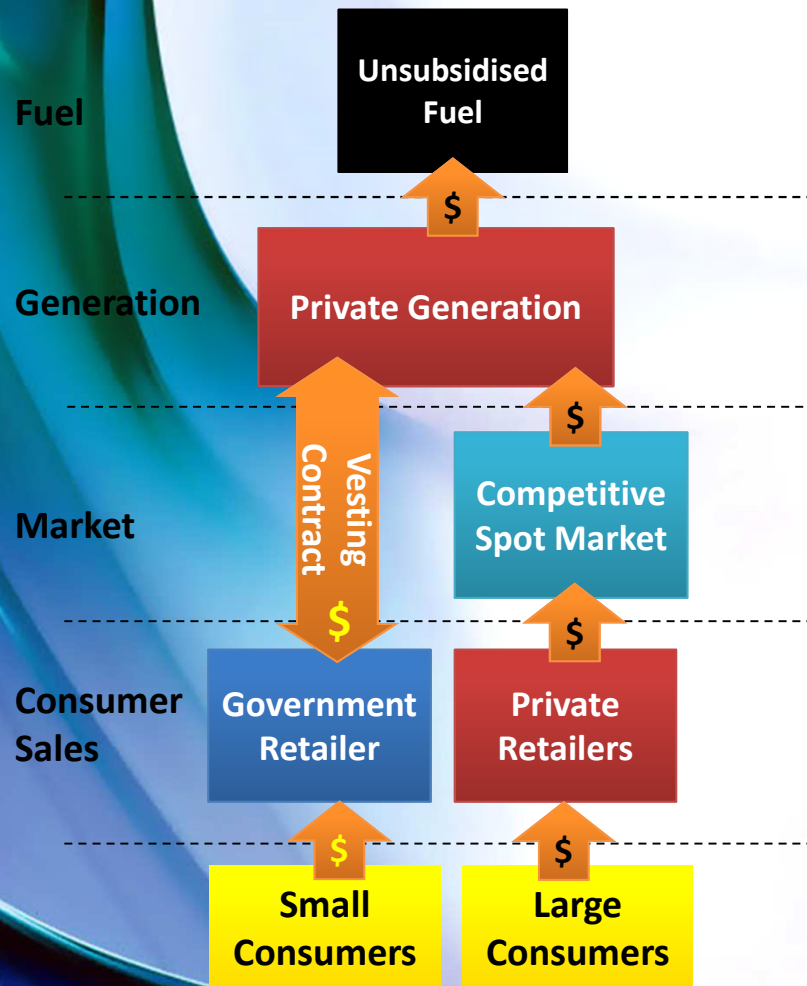 Unsubsidised
Fuel
Fuel
$
Generation
Private Generation
$
Vesting
Contract
$
Market
Competitive
Spot Market
$
Consumer
Sales
Government
Retailer
Private
Retailers
$
$
Small
Consumers
Large
Consumers